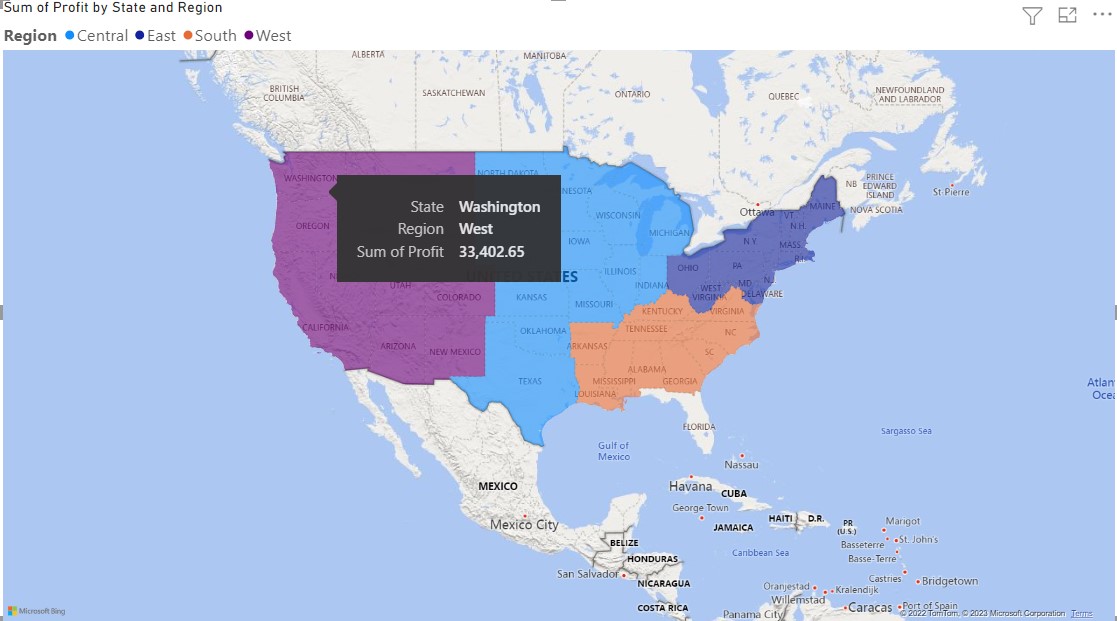 Sum of Profit by State and Region
Region Central East South West
ALBERTA
MANITOBA
BRITISH
COLUMBIA
SASKATCHEWAN
ONTARIO
QUEBEC
NEWFOUNDLAND
AND LABRADOR
WASHINGTON
NORTH DAKOTA
NB
PRINCE
EDWARD
ISLAND
St-Pierre
NOVA SCOTIA
Ottawa
MAINE
VT
N.H.
State Washington
Region West
Sum of Profit 33,402.65
OREGON
WISCONSIN
MICHIGAN
N Y
MASS.
R.I.
IOWA
OHIO
PA
UNITED STATES
ILLINOIS
INDIANA
UTAH
COLORADO
KANSAS
MISSOURI
WEST
VIRGINIA
MD.
DELAWARE
KENTUCKY
VIRGINIA
CALIFORNIA
OKLAHOMA
TENNESSEE
NC
ARIZONA
NEW MEXICO
ARKANSAS
SC
TEXAS
ALABAMA
MISSISSIPPI
GEORGIA
LOUISIANA
Atlan
Ocea
FLORIDA
Sargasso Sea
Gulf of
Mexico
Nassau
MEXICO
Havana
CUBA
George Town
HAITI
D.R.
PR
(U.S.)
Marigot
Mexico City
JAMAICA
St. John's
Basseterre
Basse-Terre
BELIZE
Caribbean Sea
HONDURAS
San Salvador
NICARAGUA
Castries
Bridgetown
Oranjestad
Kralendijk
Willemstad
COSTA RICA
Panama City
Caracas
Port of Spain
Microsoft Bing
© 2022 TomTom, © 2023 Microsoft Corporation Terms